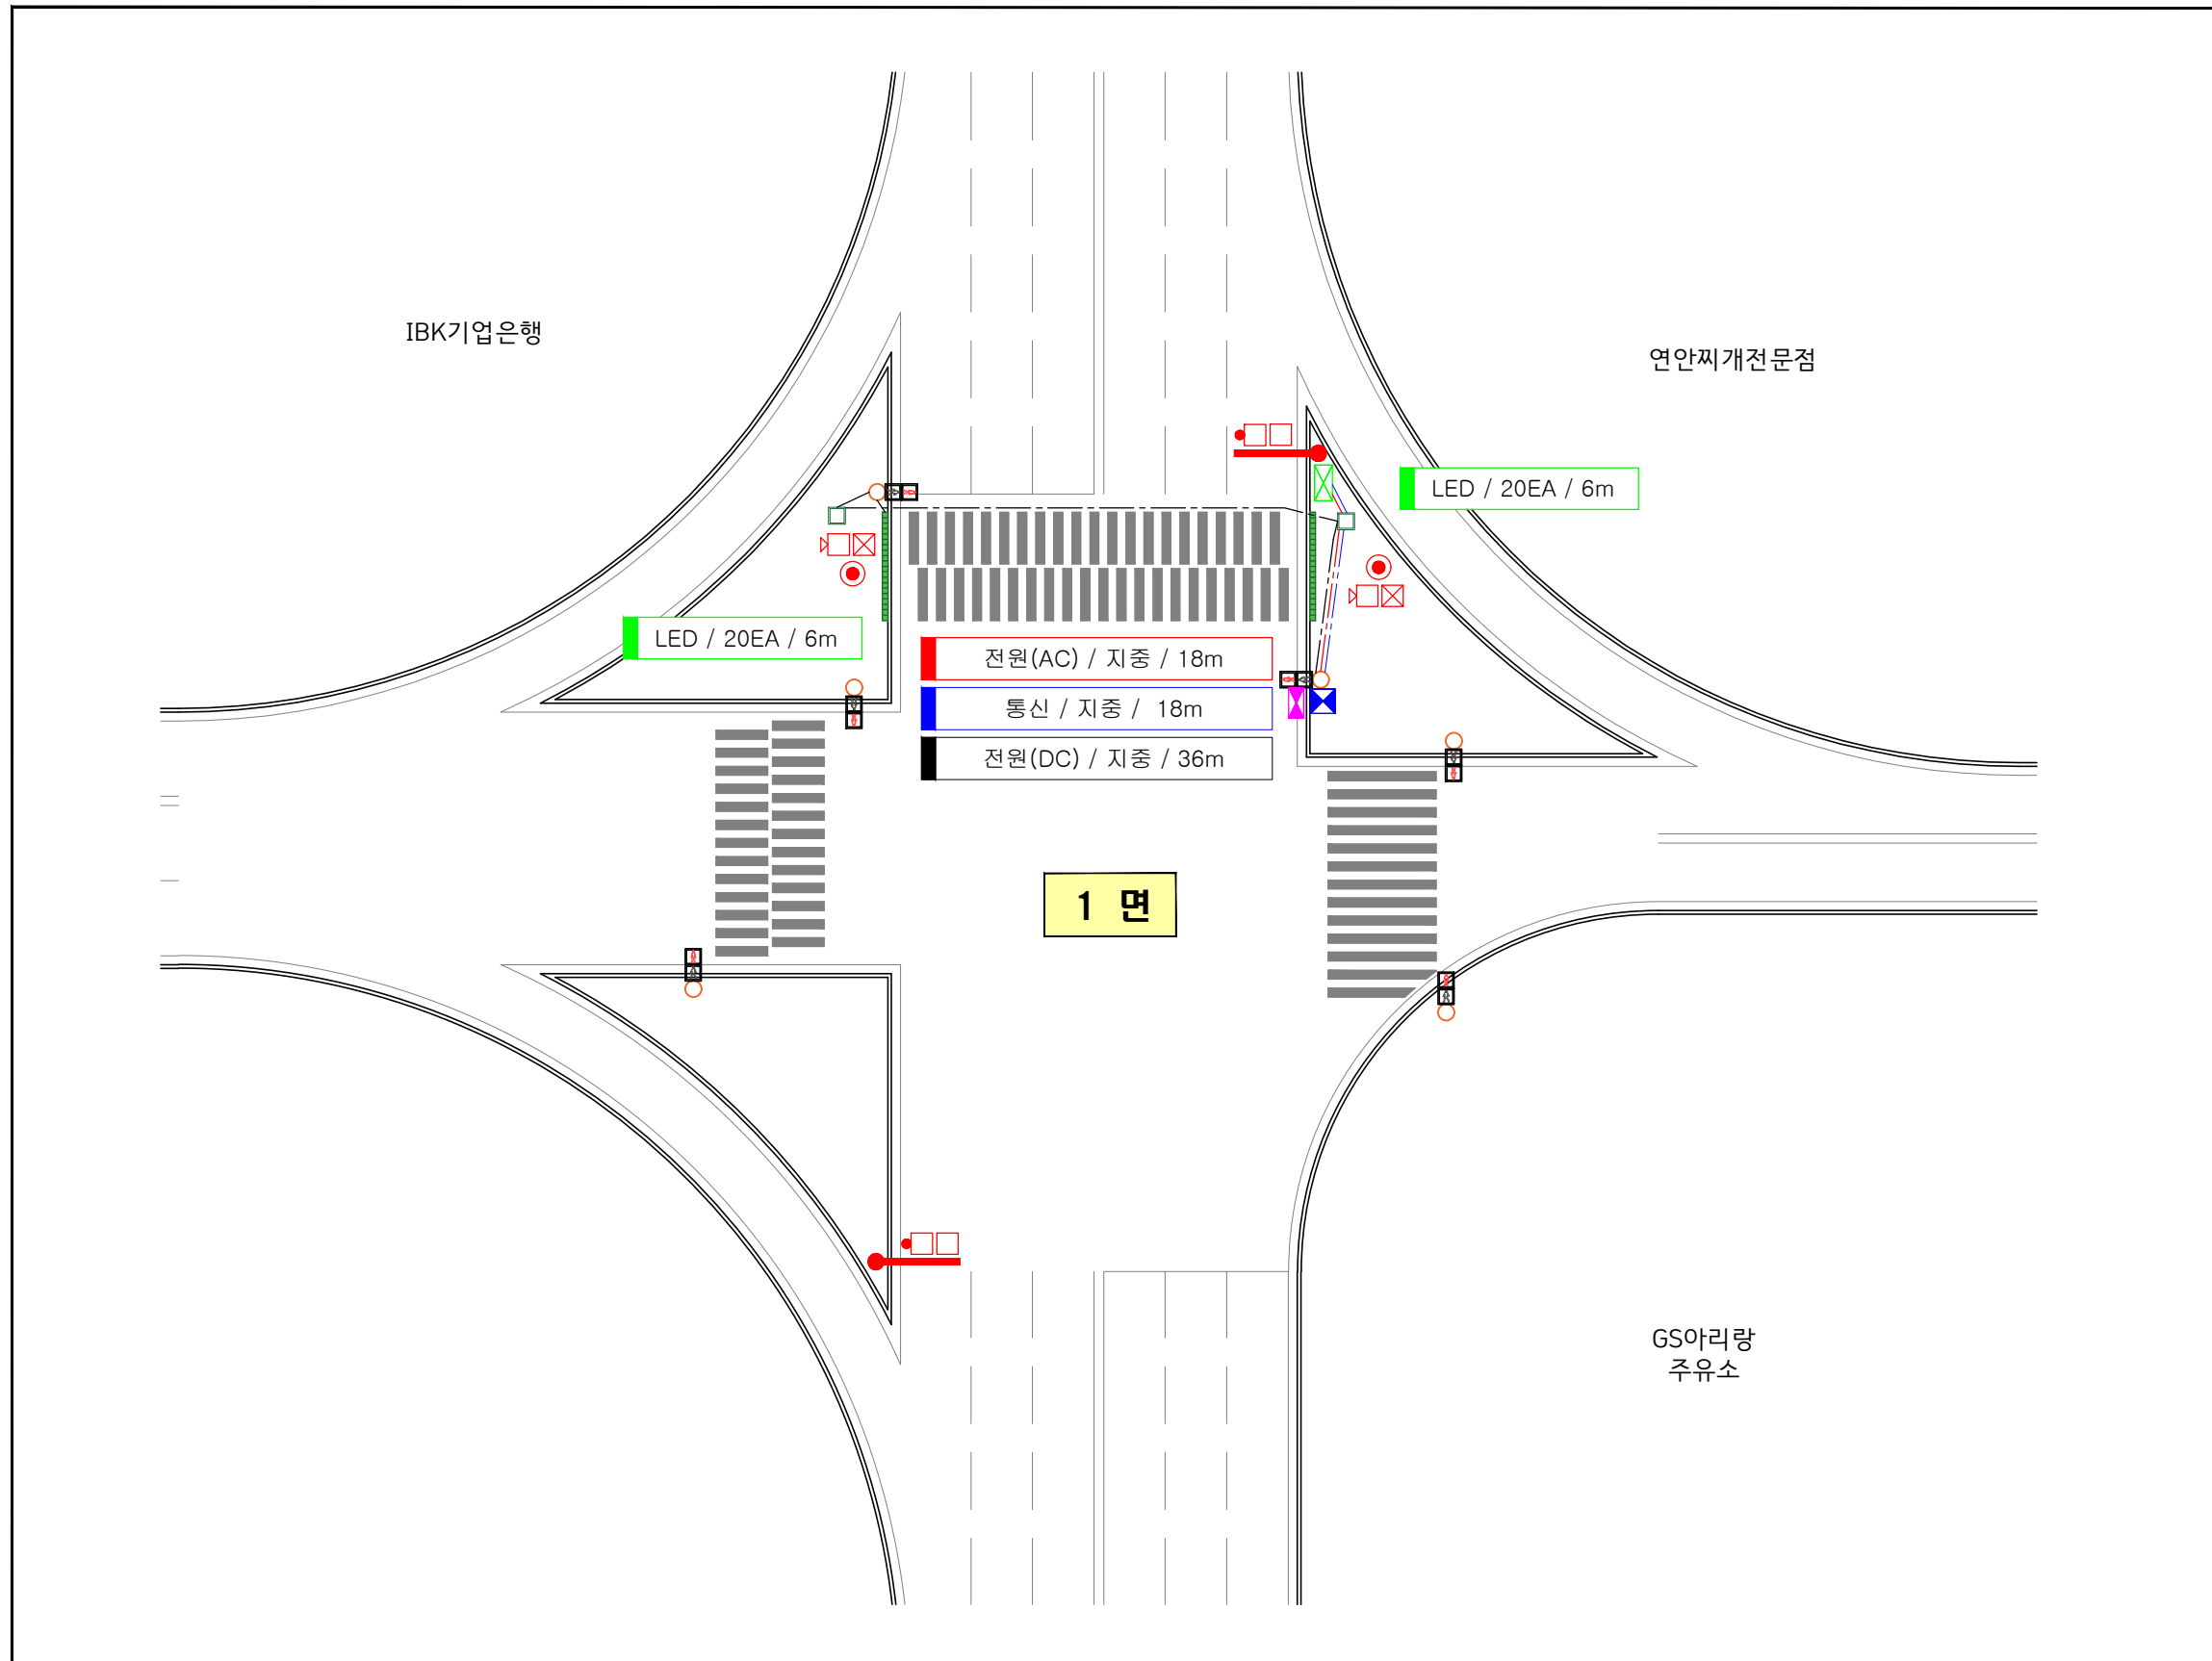 IBK기업은행
연안찌개전문점
LED / 20EA / 6m
LED / 20EA / 6m
전원(AC) / 지중 / 18m
통신 / 지중 / 18m
전원(DC) / 지중 / 36m
1 면
GS아리랑
주유소